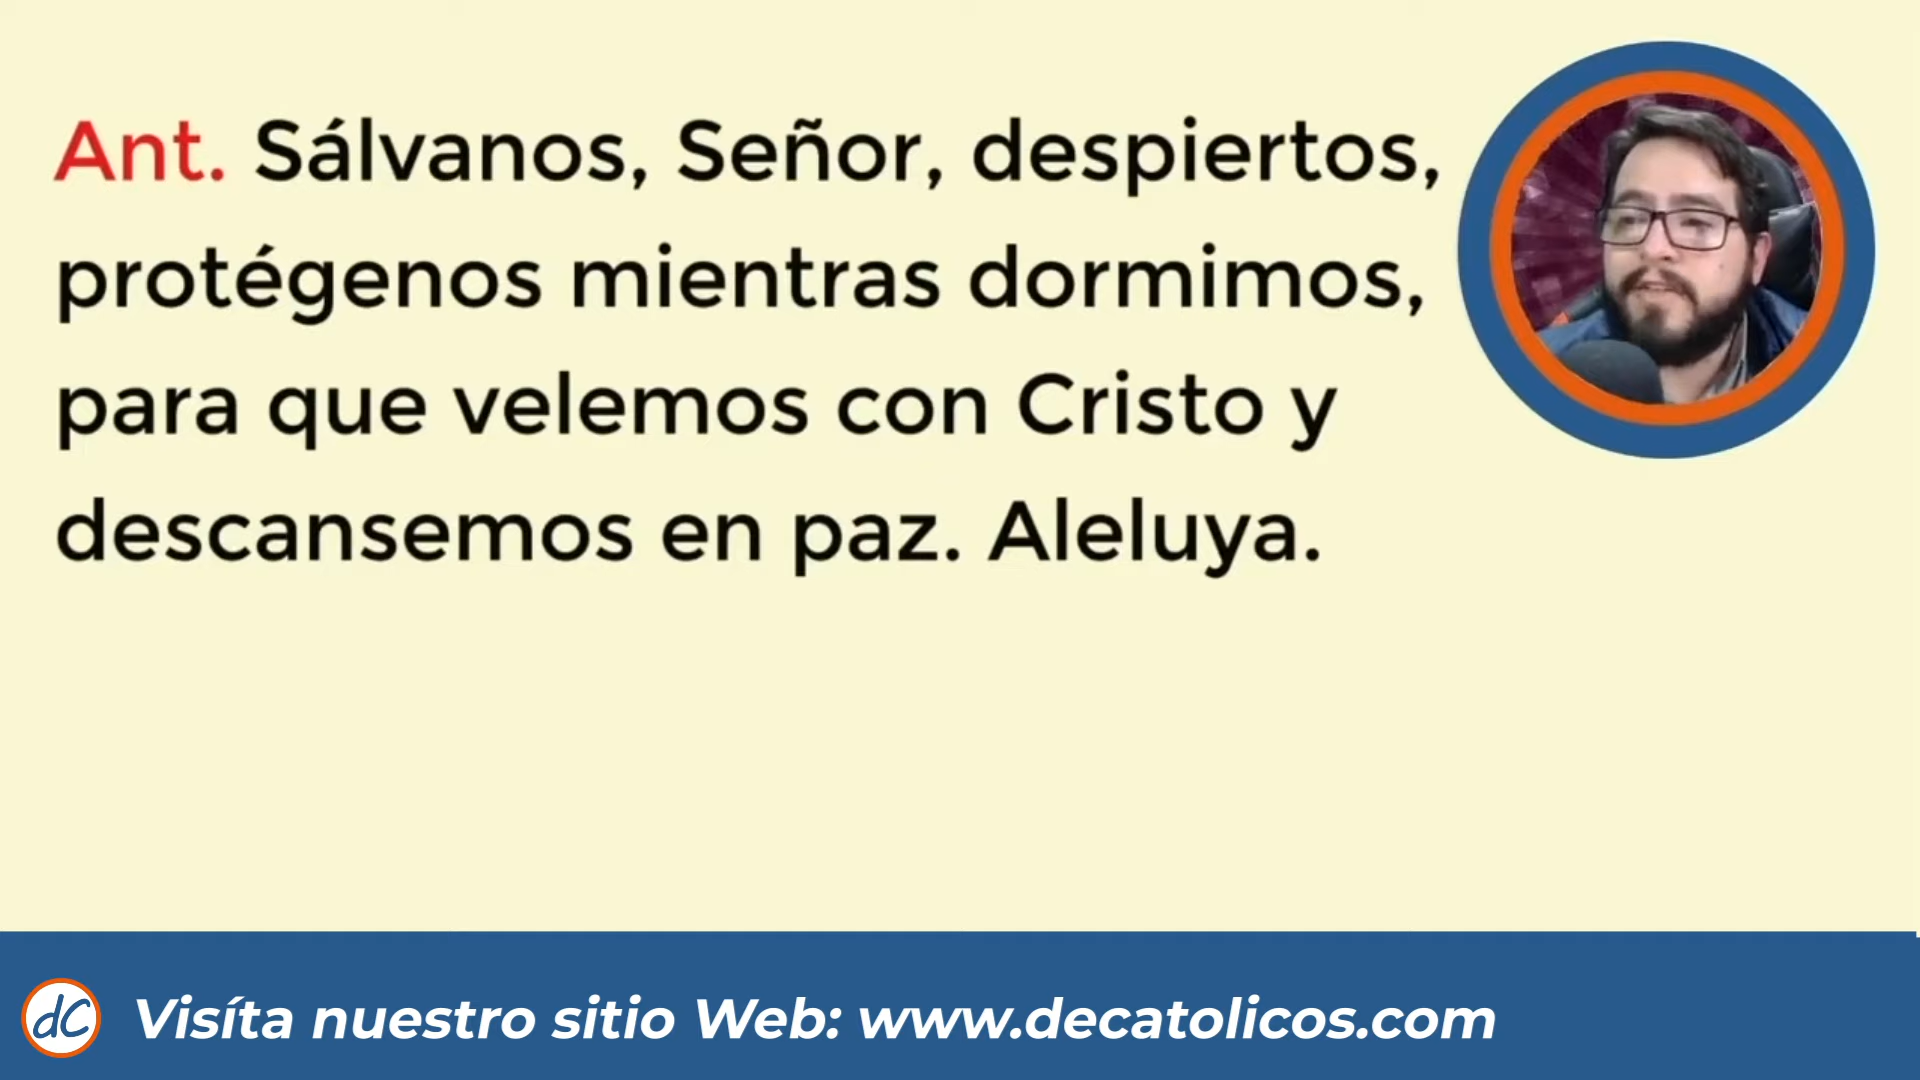 Ant. Sálvanos, Señor, despiertos,
protégenos mientras dormimos,
para que velemos con Cristo y
descansemos en paz. Aleluya.
dC Visíta nuestro sitio Web: www.decatolicos.com